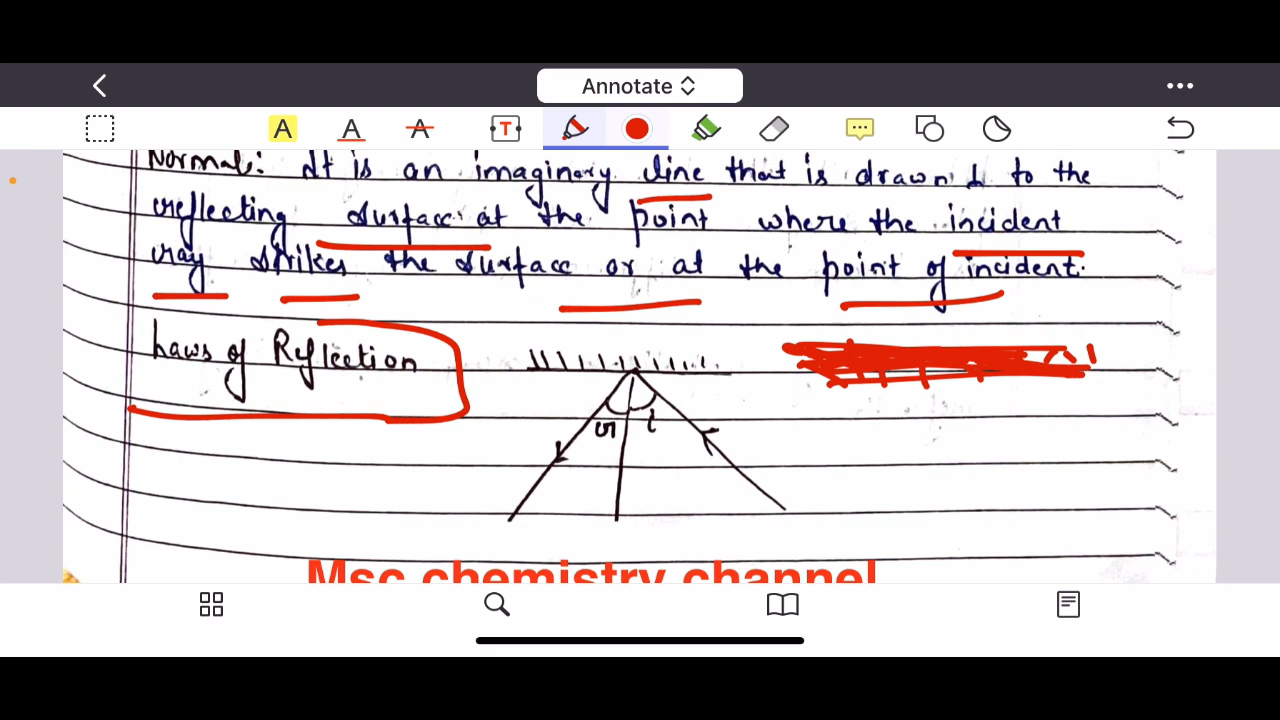 Annotate
A A A T
Normal: It is an imaginary line that is drawn ⊥ to the
reflecting surface at the point where the incident
ray strikes the surface or at the point of incident.
Laws of Reflection
r i
Msc chemistry channel